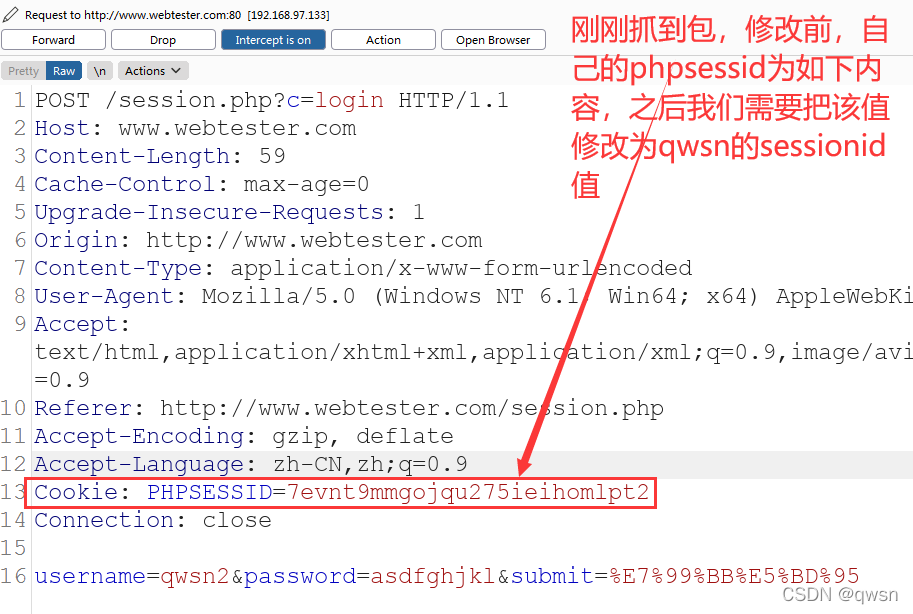 Request to http://www.webtester.com:80 [192.168.97.133]
Forward Drop Intercept is on Action Open Browser
Pretty Raw \n Actions
刚刚抓到包，修改前，自
己的phpsessid为如下内
容，之后我们需要把该值
修改为qwsn的sessionid
值
1 POST /session.php?c=login HTTP/1.1
2 Host: www.webtester.com
3 Content-Length: 59
4 Cache-Control: max-age=0
5 Upgrade-Insecure-Requests: 1
6 Origin: http://www.webtester.com
7 Content-Type: application/x-www-form-urlencoded
8 User-Agent: Mozilla/5.0 (Windows NT 6.1; Win64; x64) AppleWebKi
9 Accept:
text/html,application/xhtml+xml,application/xml;q=0.9,image/avi
=0.9
10 Referer: http://www.webtester.com/session.php
11 Accept-Encoding: gzip, deflate
12 Accept-Language: zh-CN,zh;q=0.9
13 Cookie: PHPSESSID=7evnt9mmgojqu275ieihomlpt2
14 Connection: close
15
16 username=qwsn2&password=asdfghjkl&submit=%E7%99%BB%E5%BD%95
CSDN @qwsn